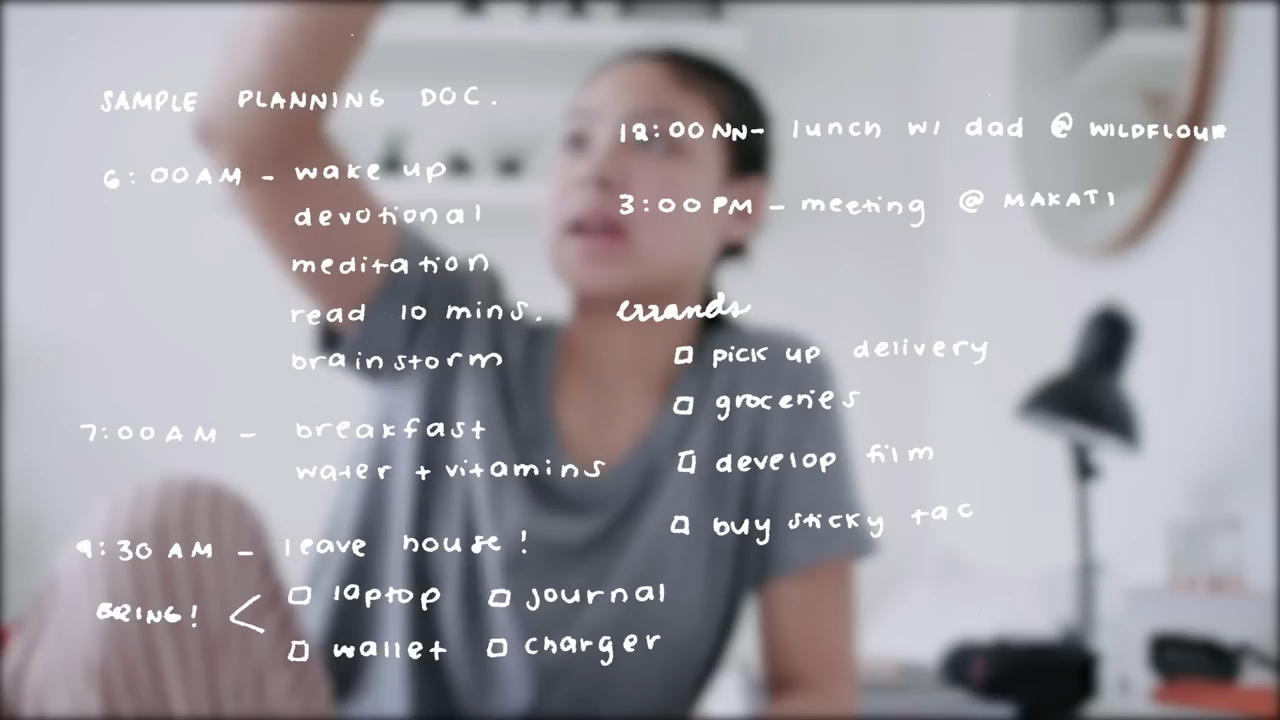 SAMPLE PLANNING DOC.
6:00AM - wake up
devotional
meditation
read 10 mins.
brainstorm
7:00AM - breakfast
water + vitamins
9:30AM - leave house!
BRING! < □ laptop □ journal
□ wallet □ charger
12:00NN- lunch w/ dad @ WILDFLOUR
3:00PM - meeting @ MAKATI
errands
□ pick up delivery
□ groceries
□ develop film
□ buy sticky tac